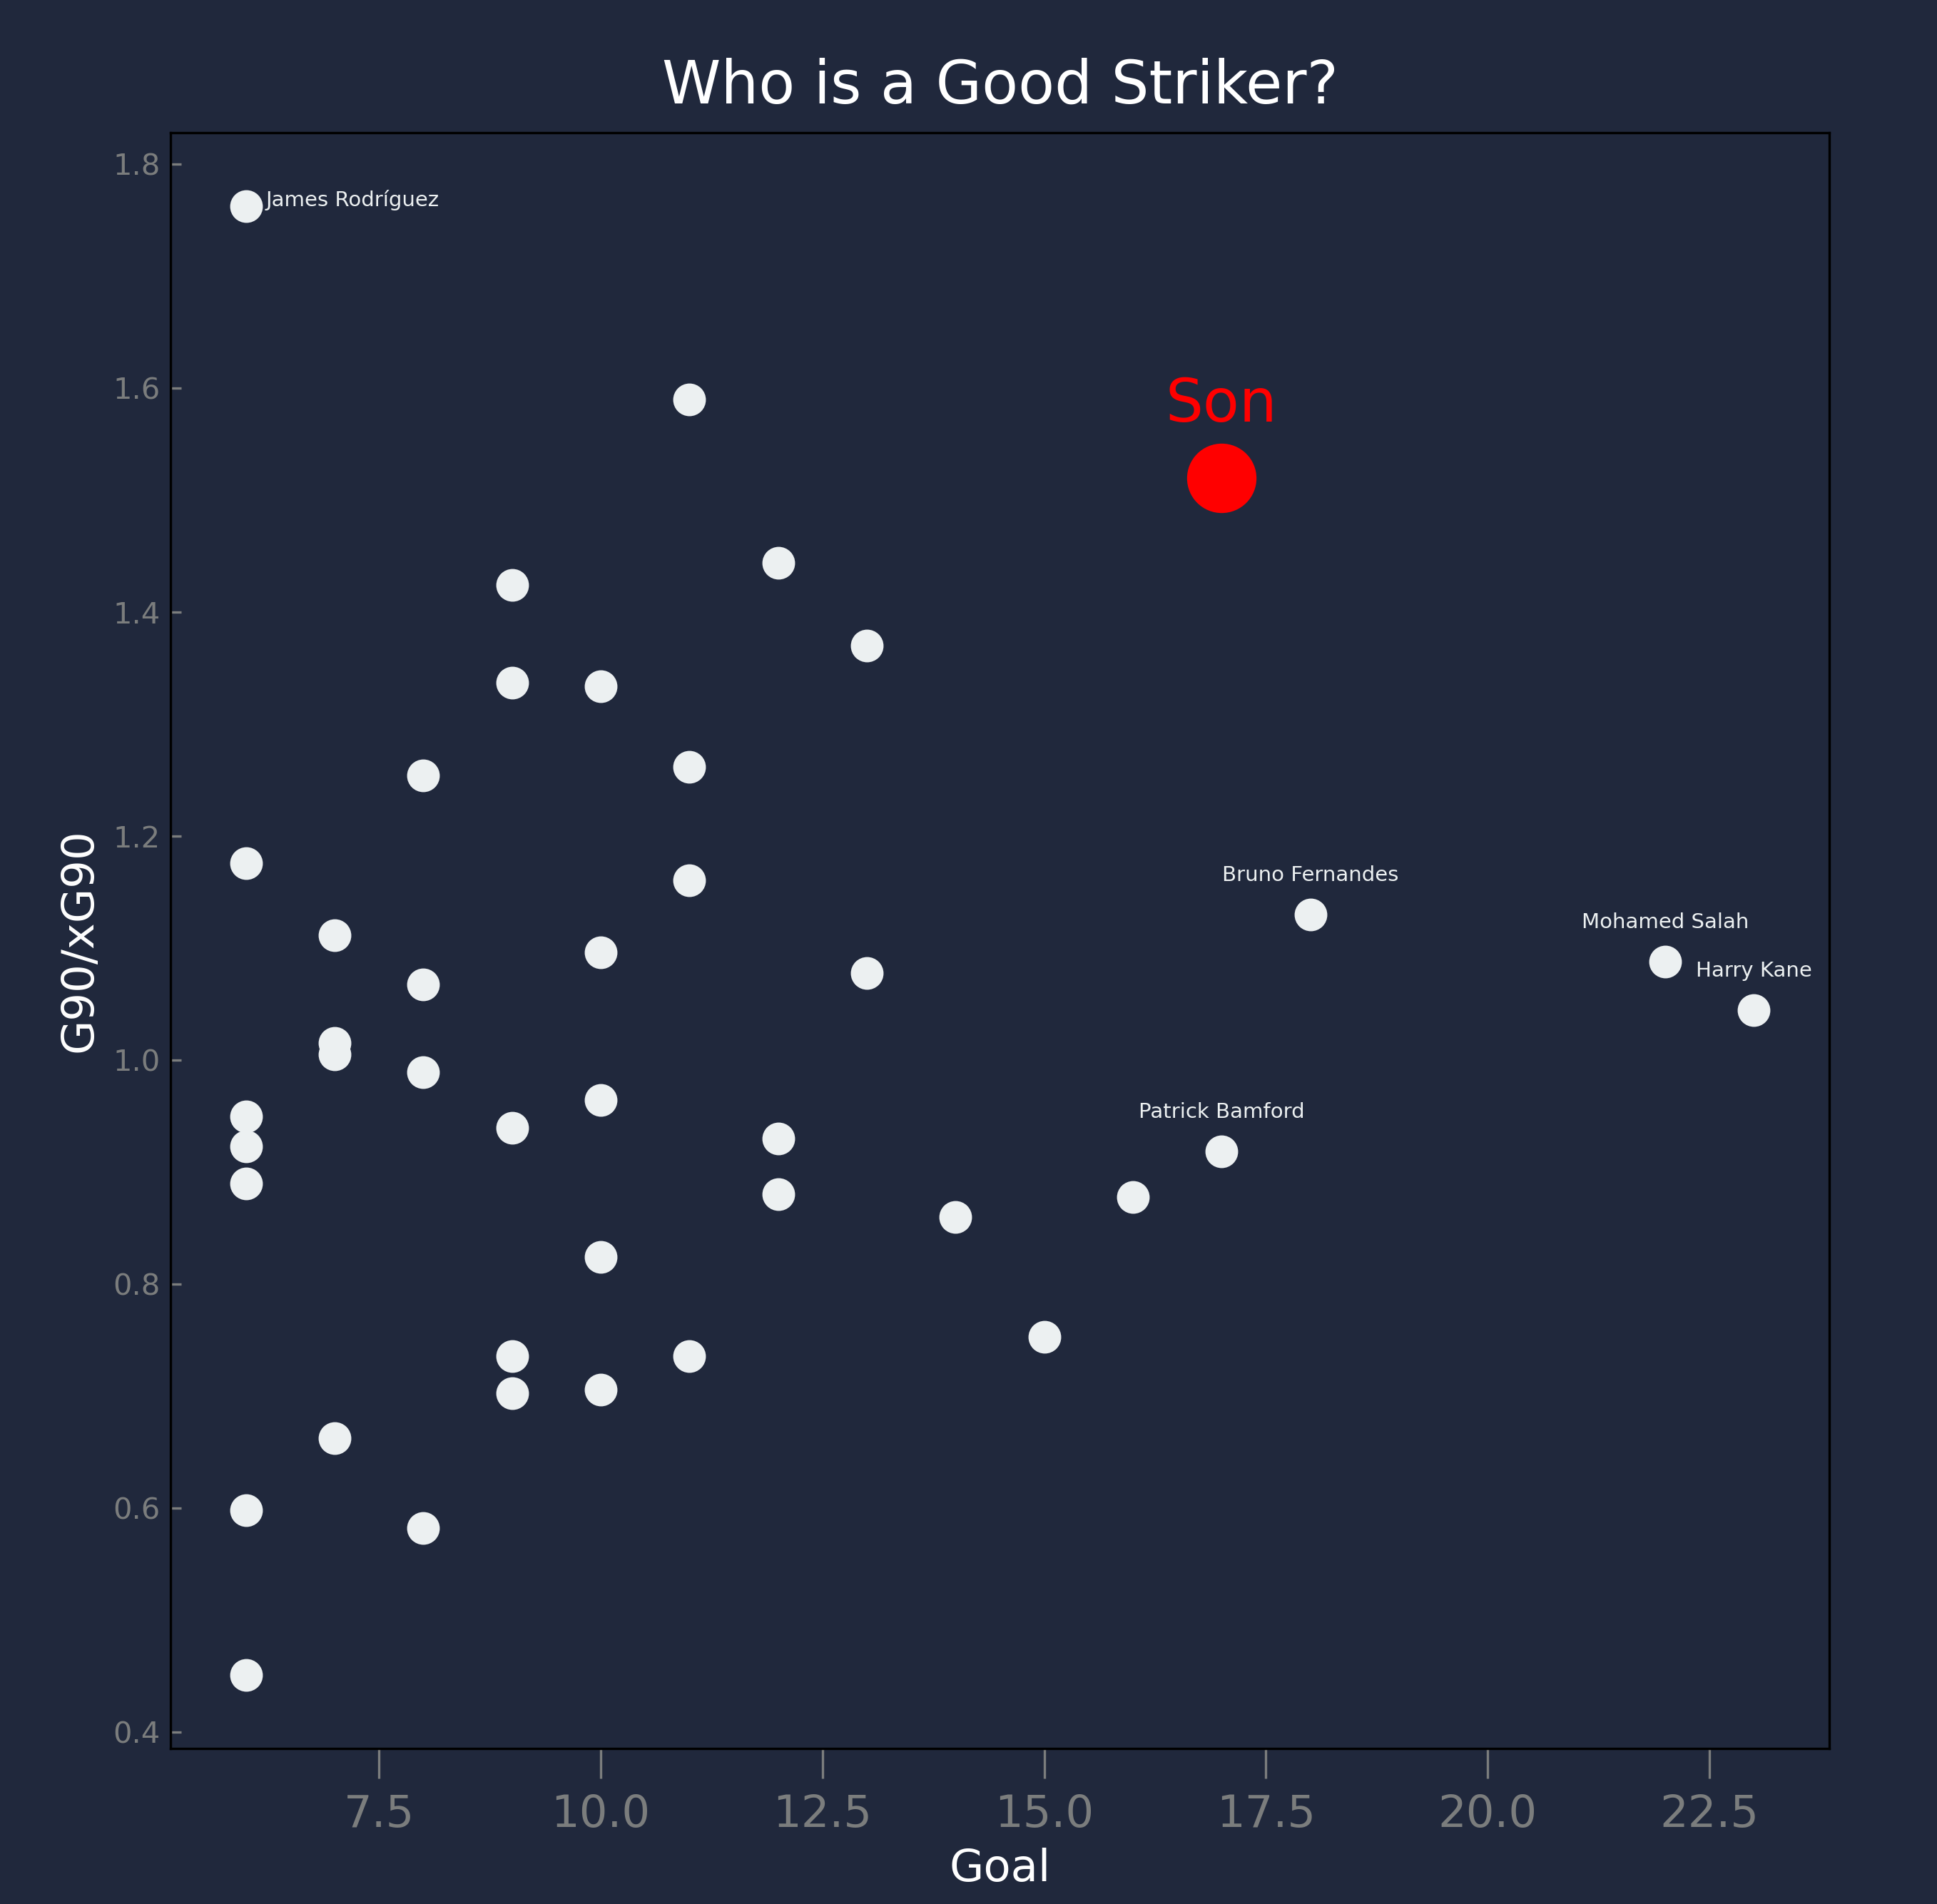 Who is a Good Striker?
1.8
James Rodríguez
1.6
Son
1.4
1.2
Bruno Fernandes
Mohamed Salah
Harry Kane
G90/xG90
1.0
Patrick Bamford
0.8
0.6
0.4
7.5 10.0 12.5 15.0 17.5 20.0 22.5
Goal